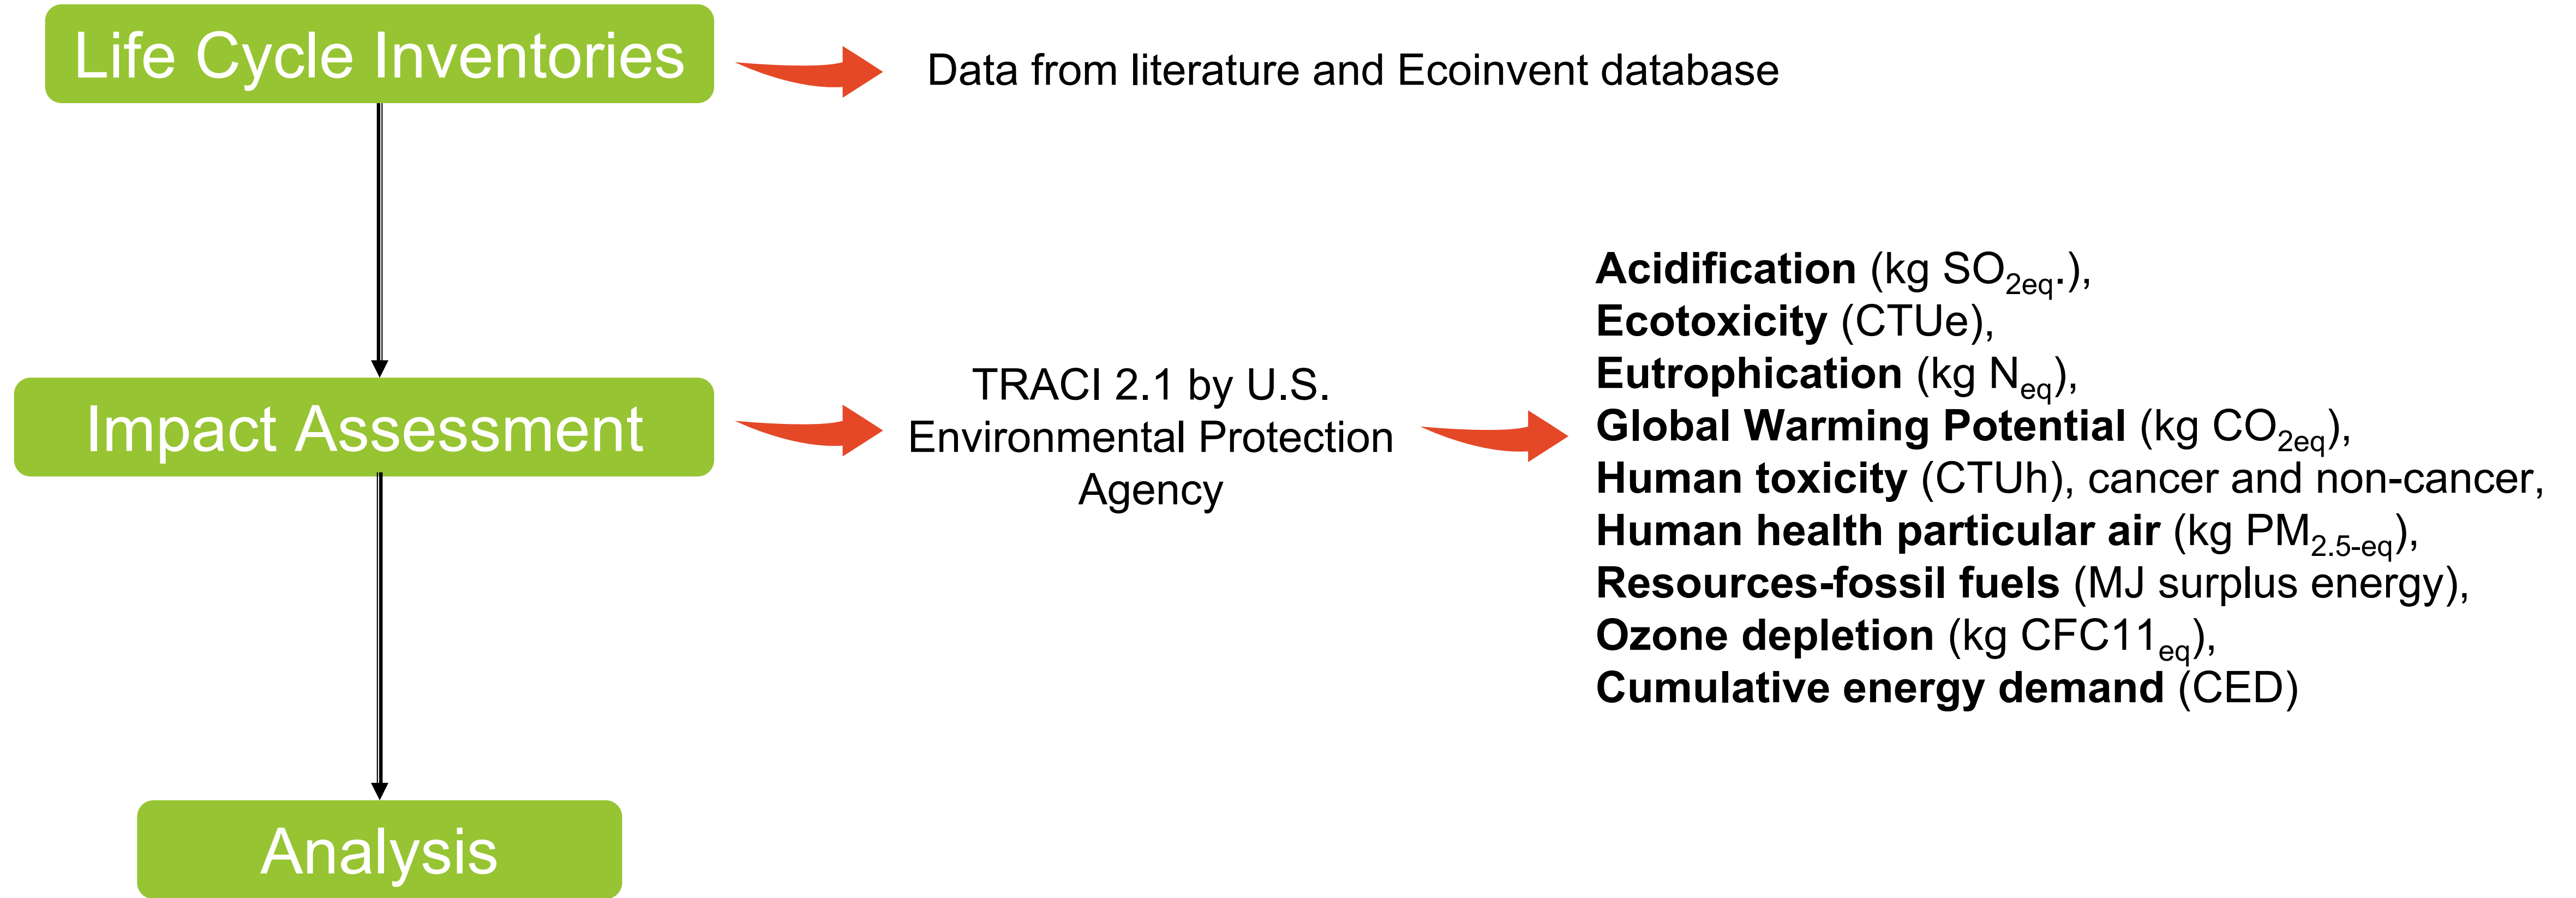 Life Cycle Inventories
Data from literature and Ecoinvent database
Impact Assessment
TRACI 2.1 by U.S.
Environmental Protection
Agency
Acidification (kg SO2eq.),
Ecotoxicity (CTUe),
Eutrophication (kg Neq),
Global Warming Potential (kg CO2eq),
Human toxicity (CTUh), cancer and non-cancer,
Human health particular air (kg PM2.5-eq),
Resources-fossil fuels (MJ surplus energy),
Ozone depletion (kg CFC11eq),
Cumulative energy demand (CED)
Analysis